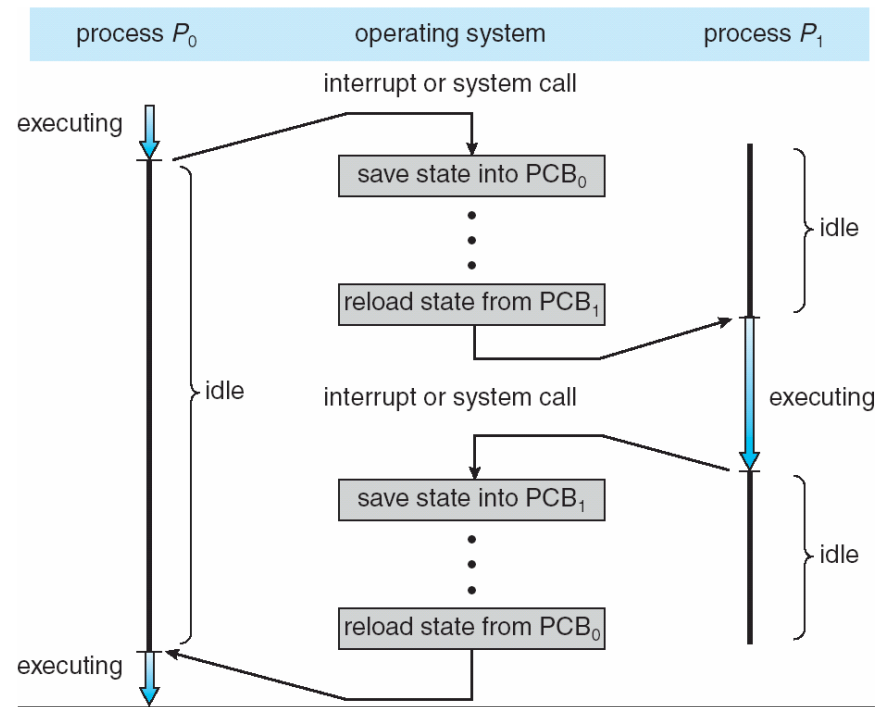 process P₀ operating system process P₁
interrupt or system call
executing
save state into PCB₀
idle
reload state from PCB₁
idle
interrupt or system call
executing
save state into PCB₁
idle
reload state from PCB₀
executing